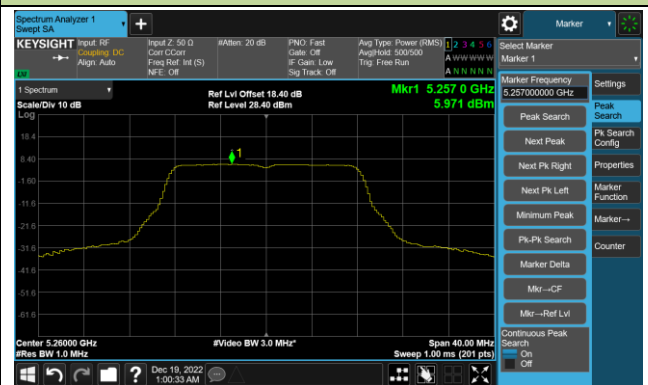 Spectrum Analyzer 1
Swept SA
+
Marker
KEYSIGHT
Input: RF
Coupling: DC
Align: Auto
Input Z: 50 Ω
Corr CCorr
Freq Ref: Int (S)
NFE: Off
#Atten: 20 dB
PNO: Fast
Gate: Off
IF Gain: Low
Sig Track: Off
Avg Type: Power (RMS)
Avg|Hold: 500/500
Trig: Free Run
1 2 3 4 5 6
A W W W W W
A N N N N N
Select Marker
Marker 1
1 Spectrum
Scale/Div 10 dB
Log
Ref Lvl Offset 18.40 dB
Ref Level 28.40 dBm
Mkr1 5.257 0 GHz
5.971 dBm
18.4
8.40
-1.60
-11.6
-21.6
-31.6
-41.6
-51.6
-61.6
1
Center 5.26000 GHz
#Res BW 1.0 MHz
#Video BW 3.0 MHz*
Span 40.00 MHz
Sweep 1.00 ms (201 pts)
Marker Frequency
5.257000000 GHz
Peak Search
Next Peak
Next Pk Right
Next Pk Left
Minimum Peak
Pk-Pk Search
Marker Delta
Mkr→CF
Mkr→Ref Lvl
Continuous Peak
Search
On
Off
Settings
Peak
Search
Pk Search
Config
Properties
Marker
Function
Marker→
Counter
?
Dec 19, 2022
1:00:33 AM